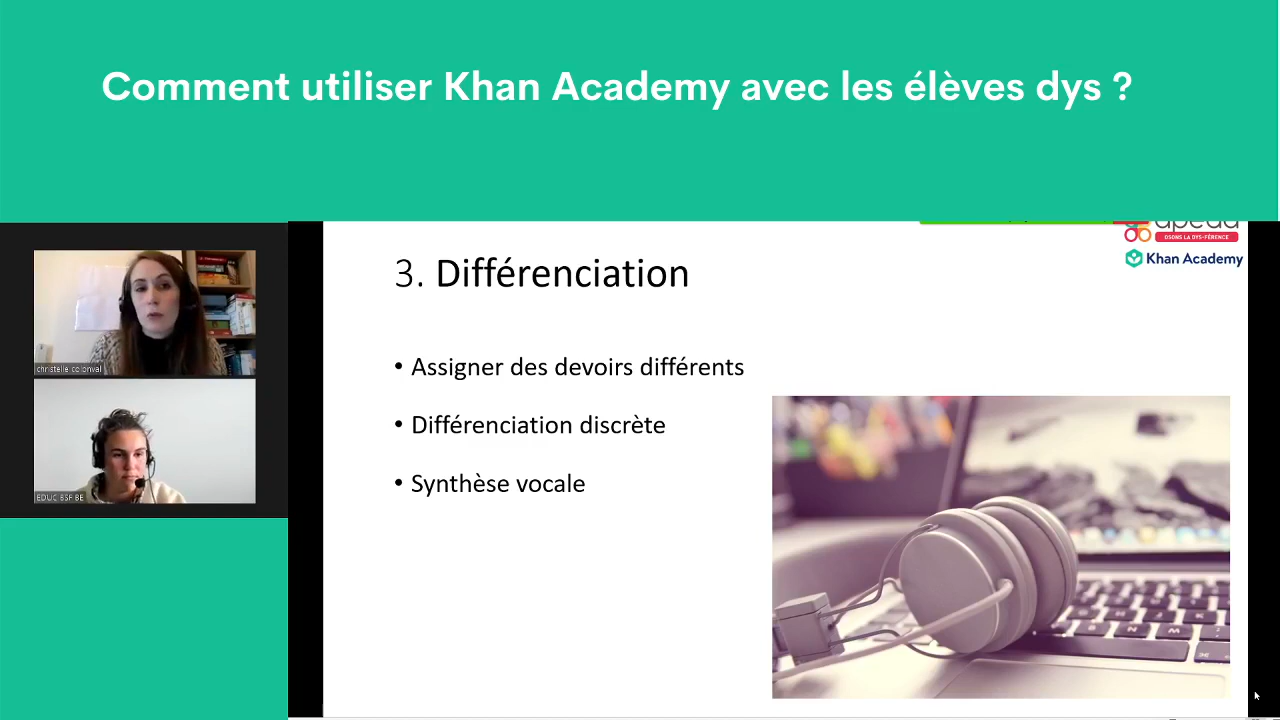 Comment utiliser Khan Academy avec les élèves dys ?
apeda
OSONS LA DYS-FÉRENCE
Khan Academy
3. Différenciation
• Assigner des devoirs différents
• Différenciation discrète
• Synthèse vocale
christelle colonval
EDUC BSF BE